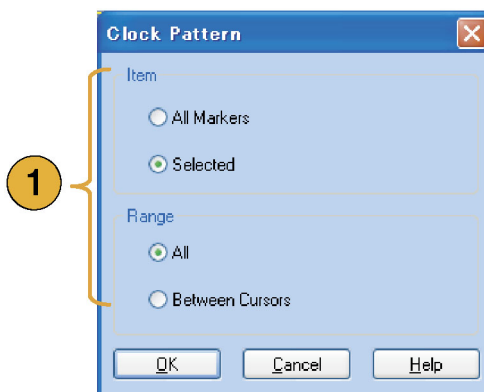 Clock Pattern
Item
All Markers
Selected
1
Range
All
Between Cursors
OK Cancel Help